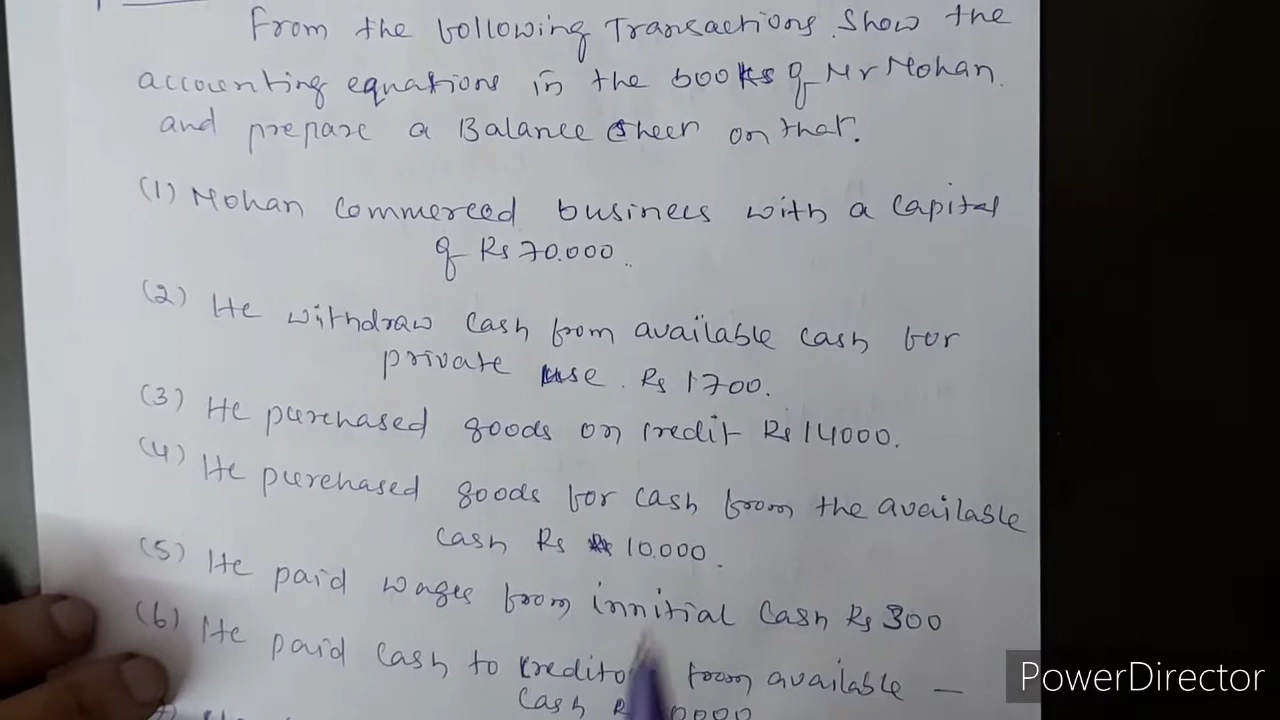 From the following Transactions show the
accounting equations in the books of Mr Mohan
and prepare a Balance Sheet on that.
(1) Mohan commenced business with a capital
of Rs 70.000
(2) He withdraw cash from available cash for
private use. Rs 1700.
(3) He purchased goods on credit Rs 14000.
(4) He purchased goods for cash from the available
cash Rs 10.000.
(5) He paid wages from innitial cash Rs 300
(6) He paid cash to from available —
cash
PowerDirector